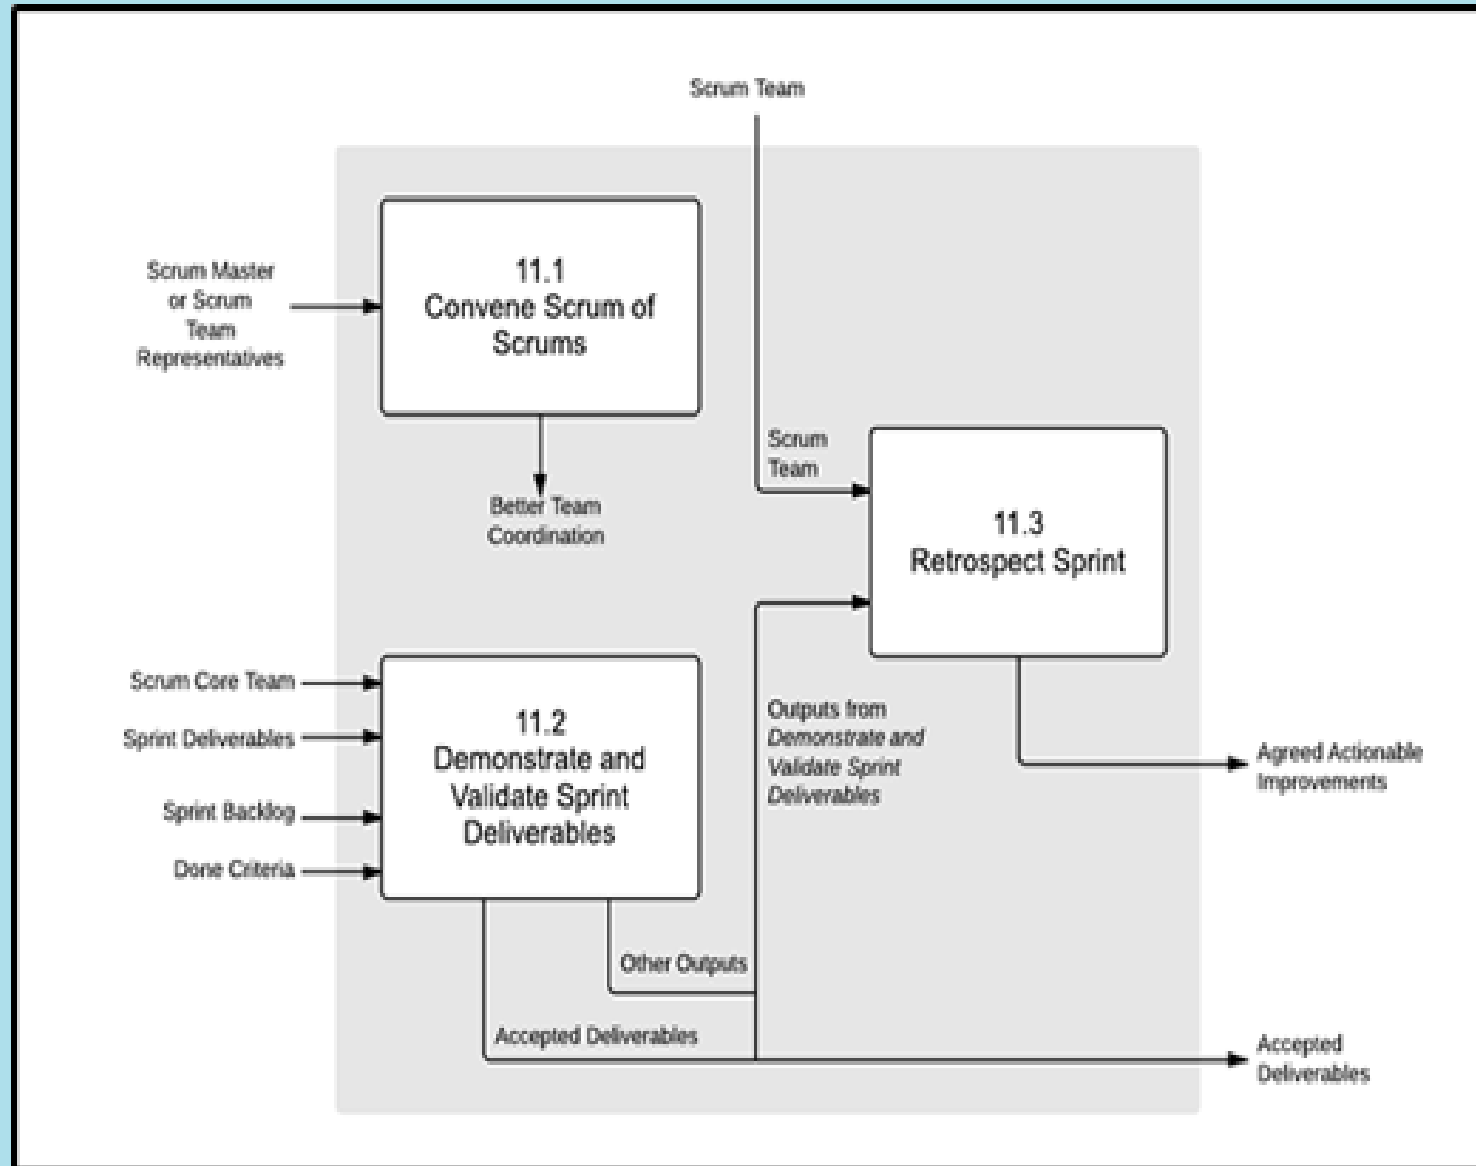 Scrum Team
11.1
Convene Scrum of
Scrums
Scrum Master
or Scrum
Team
Representatives
Better Team
Coordination
Scrum
Team
11.3
Retrospect Sprint
Scrum Core Team
Sprint Deliverables
Sprint Backlog
Done Criteria
11.2
Demonstrate and
Validate Sprint
Deliverables
Outputs from
Demonstrate and
Validate Sprint
Deliverables
Agreed Actionable
Improvements
Other Outputs
Accepted Deliverables
Accepted
Deliverables